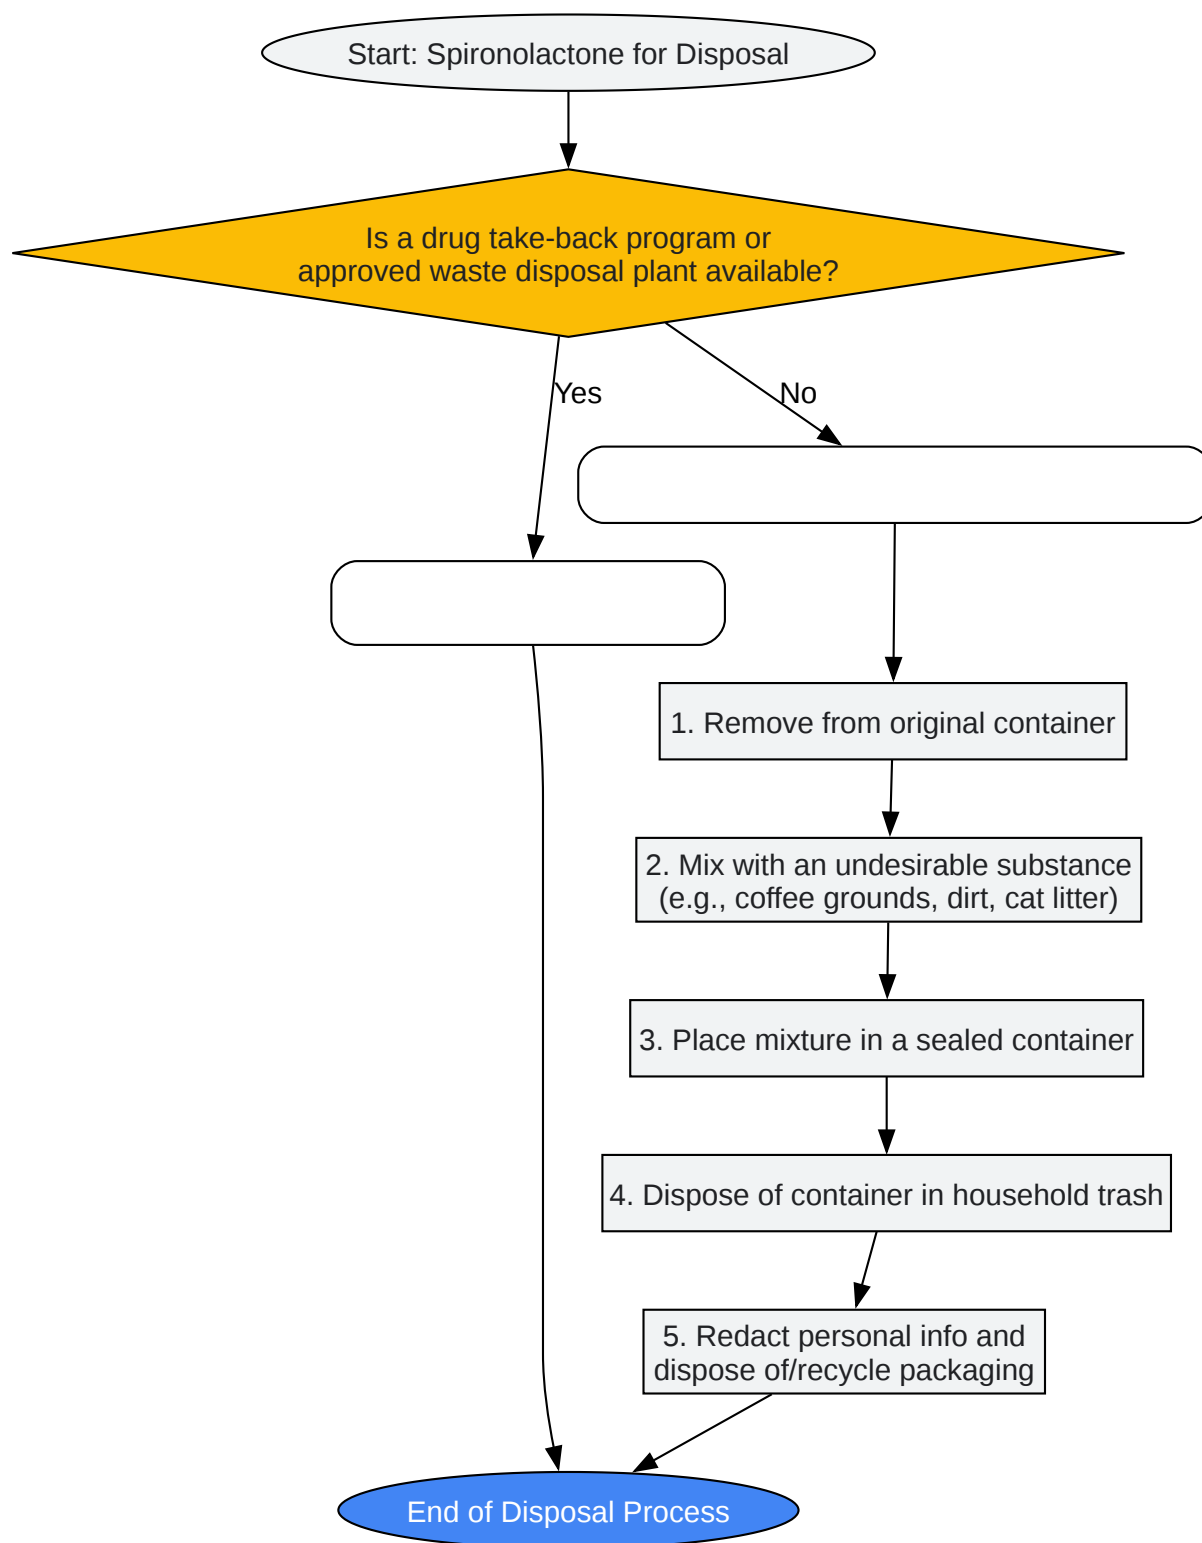 Start: Spironolactone for Disposal
Is a drug take-back program or
approved waste disposal plant available?
Yes
No
1. Remove from original container
2. Mix with an undesirable substance
(e.g., coffee grounds, dirt, cat litter)
3. Place mixture in a sealed container
4. Dispose of container in household trash
5. Redact personal info and
dispose of/recycle packaging
End of Disposal Process